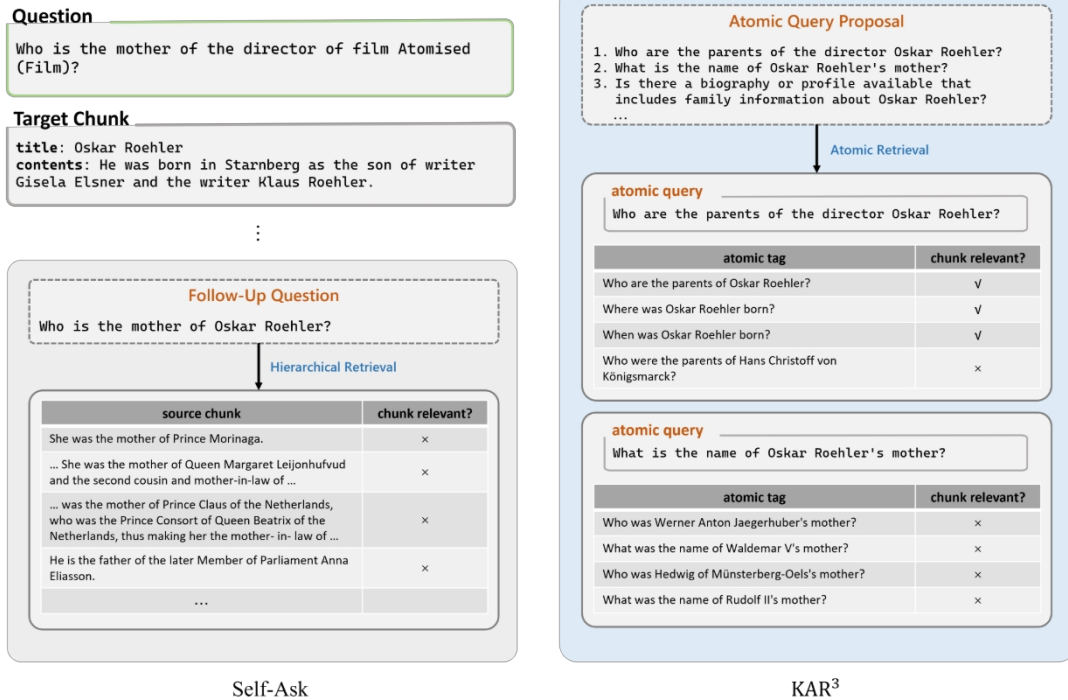 Question
Who is the mother of the director of film Atomised
(Film)?
Target Chunk
title: Oskar Roehler
contents: He was born in Starnberg as the son of writer
Gisela Elsner and the writer Klaus Roehler.
⋮
Follow-Up Question
Who is the mother of Oskar Roehler?
Hierarchical Retrieval
source chunk chunk relevant?
She was the mother of Prince Morinaga. ×
... She was the mother of Queen Margaret Leijonhufvud
and the second cousin and mother-in-law of ... ×
... was the mother of Prince Claus of the Netherlands,
who was the Prince Consort of Queen Beatrix of the
Netherlands, thus making her the mother- in- law of ... ×
He is the father of the later Member of Parliament Anna
Eliasson. ×
...
Self-Ask
Atomic Query Proposal
1. Who are the parents of the director Oskar Roehler?
2. What is the name of Oskar Roehler's mother?
3. Is there a biography or profile available that
includes family information about Oskar Roehler?
...
Atomic Retrieval
atomic query
Who are the parents of the director Oskar Roehler?
atomic tag chunk relevant?
Who are the parents of Oskar Roehler? √
Where was Oskar Roehler born? √
When was Oskar Roehler born? √
Who were the parents of Hans Christoff von
Königsmarck? ×
atomic query
What is the name of Oskar Roehler's mother?
atomic tag chunk relevant?
Who was Werner Anton Jaegerhuber's mother? ×
What was the name of Waldemar V's mother? ×
Who was Hedwig of Münsterberg-Oels's mother? ×
What was the name of Rudolf II's mother? ×
KAR³